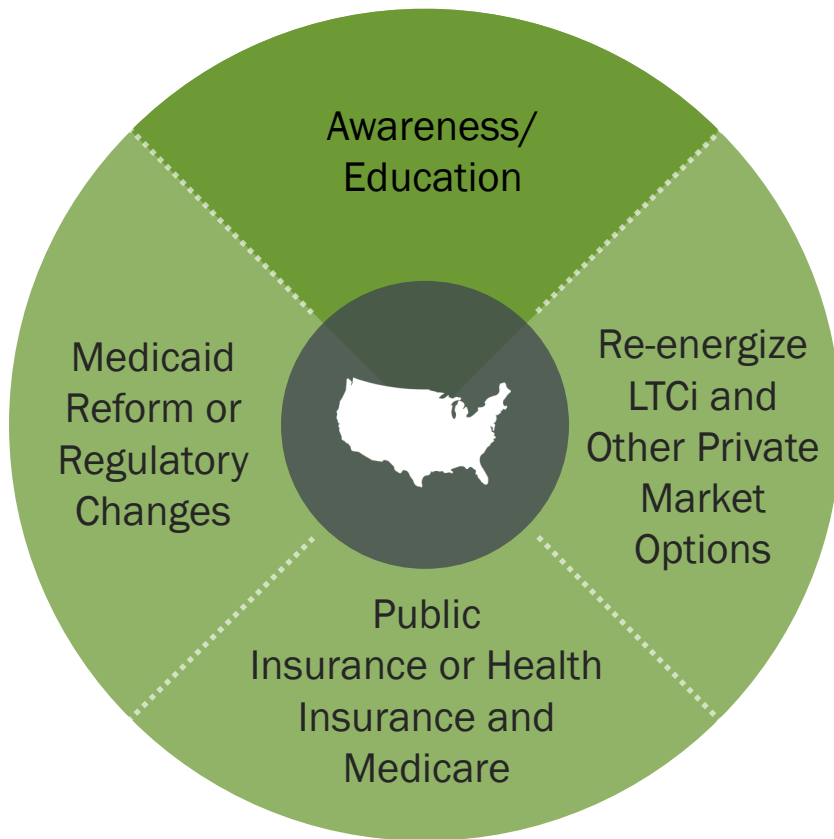 Awareness/
Education
Medicaid
Reform or
Regulatory
Changes
Re-energize
LTCi and
Other Private
Market
Options
Public
Insurance or Health
Insurance and
Medicare